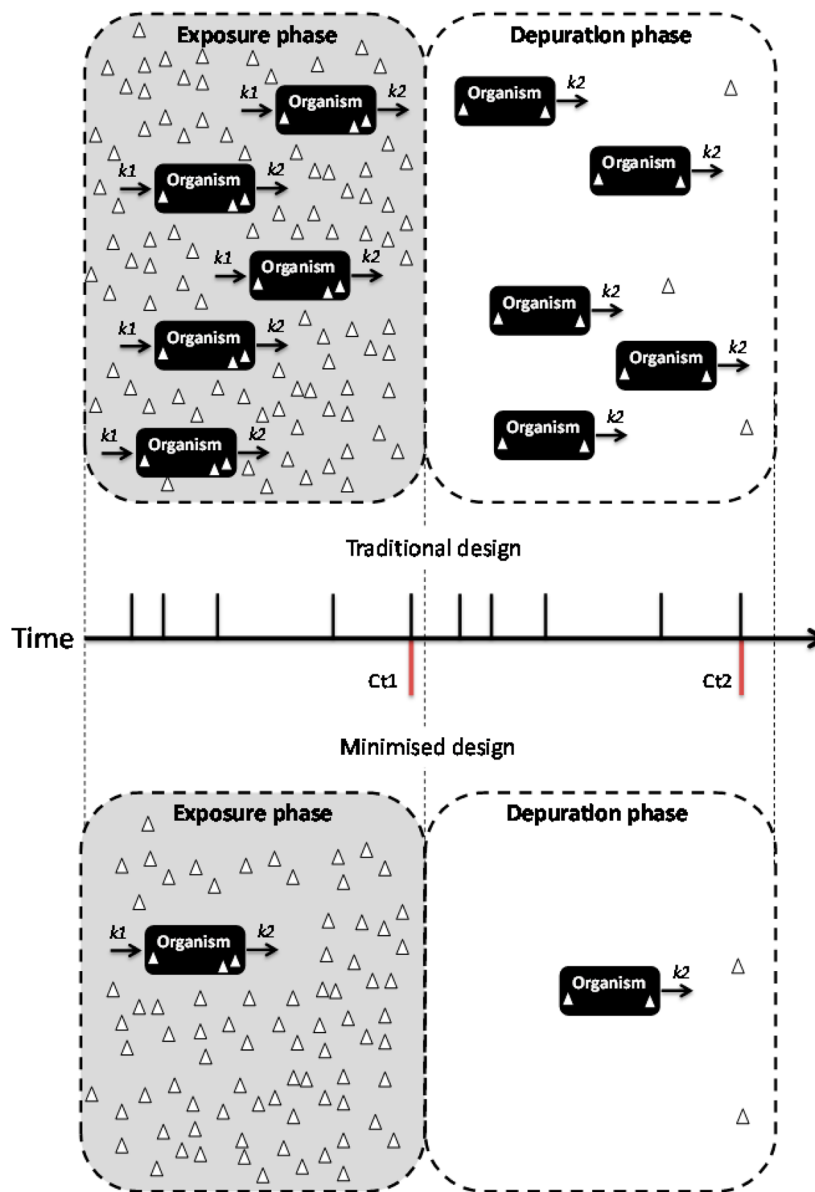 Exposure phase
Depuration phase
k1
Organism
k2
Organism
k2
k1
Organism
k2
Organism
k2
k1
Organism
k2
Organism
k2
k1
Organism
k2
Organism
k2
k1
Organism
k2
Organism
k2
Traditional design
Time
Ct1
Ct2
Minimised design
Exposure phase
Depuration phase
k1
Organism
k2
Organism
k2